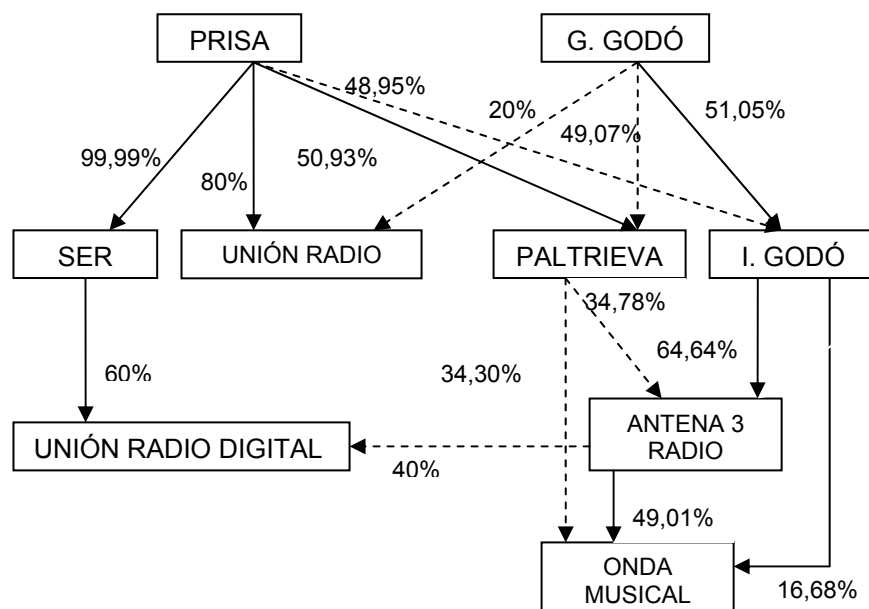 PRISA
G. GODÓ
48,95%
20%
51,05%
49,07%
99,99%
80%
50,93%
SER
UNIÓN RADIO
PALTRIEVA
I. GODÓ
34,78%
64,64%
60%
34,30%
UNIÓN RADIO DIGITAL
ANTENA 3
RADIO
40%
49,01%
ONDA
MUSICAL
16,68%